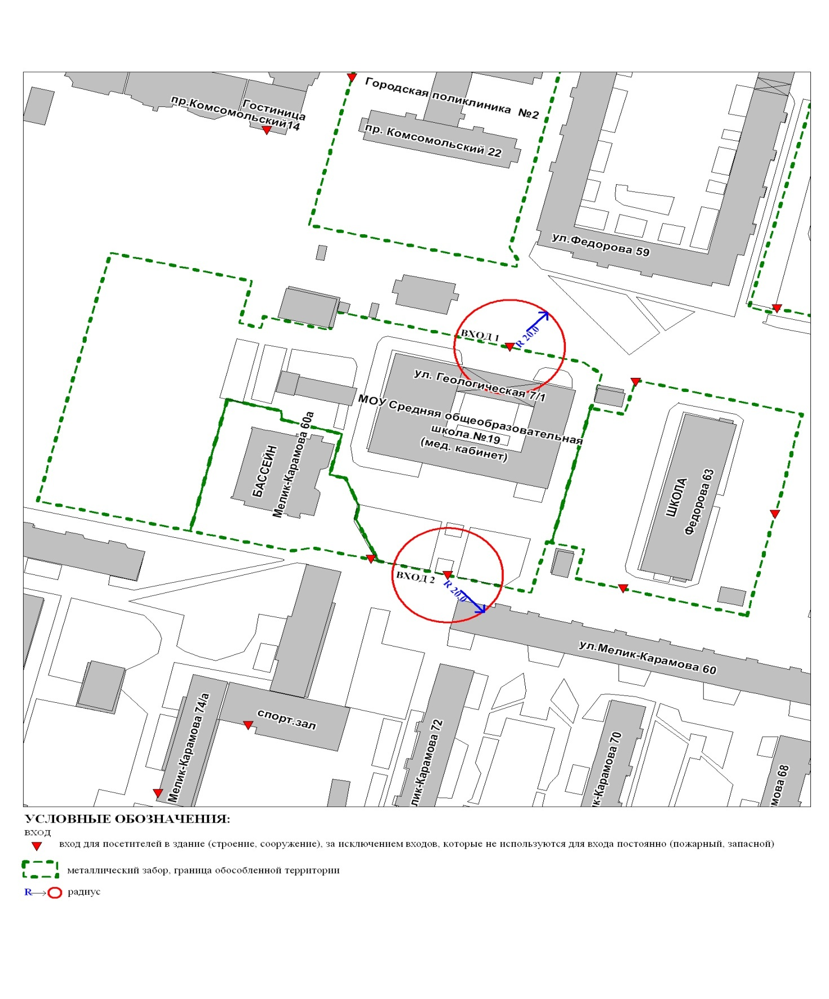 Городская поликлиника №2
Гостиница
пр.Комсомольский14
пр. Комсомольский 22
ул.Федорова 59
ВХОД 1
R 20.0
ул. Геологическая 7/1
МОУ Средняя общеобразовательная
школа №19
(мед. кабинет)
БАССЕЙН
Мелик-Карамова 60а
ШКОЛА
Федорова 63
ВХОД 2
R 20.0
ул.Мелик-Карамова 60
спорт.зал
Мелик-Карамова 74/а
лик-Карамова 72
ик-Карамова 70
мова 68
УСЛОВНЫЕ ОБОЗНАЧЕНИЯ:
ВХОД
вход для посетителей в здание (строение, сооружение), за исключением входов, которые не используются для входа постоянно (пожарный, запасной)
металлический забор, граница обособленной территории
R
радиус